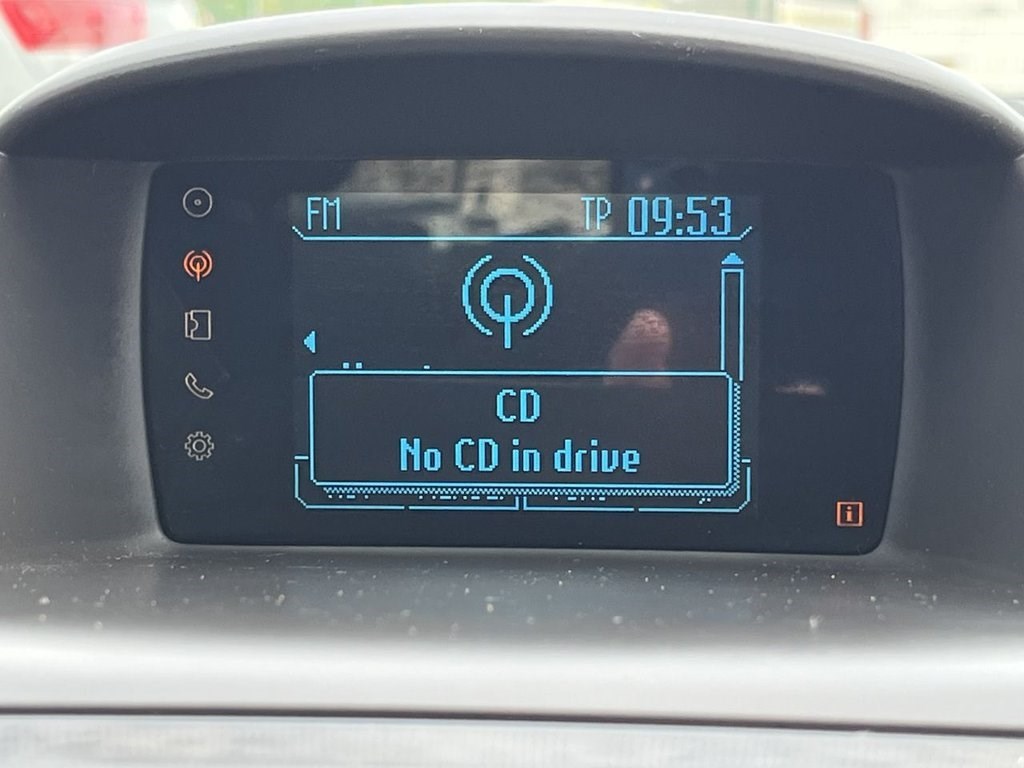 FM TP 09:53
CD
No CD in drive
i